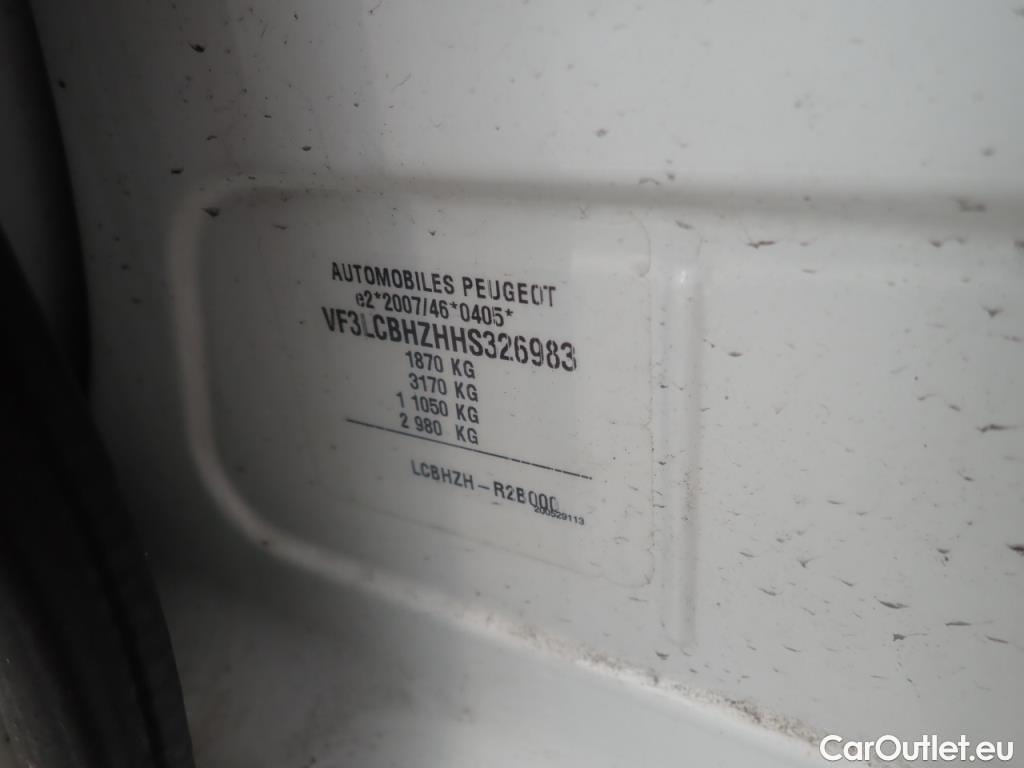 AUTOMOBILES PEUGEOT
e2*2007/46*0405*
VF3LCBHZHHS326983
1870 KG
3170 KG
1 1050 KG
2 980 KG
LCBHZH - R2B000
200529113
CarOutlet.eu